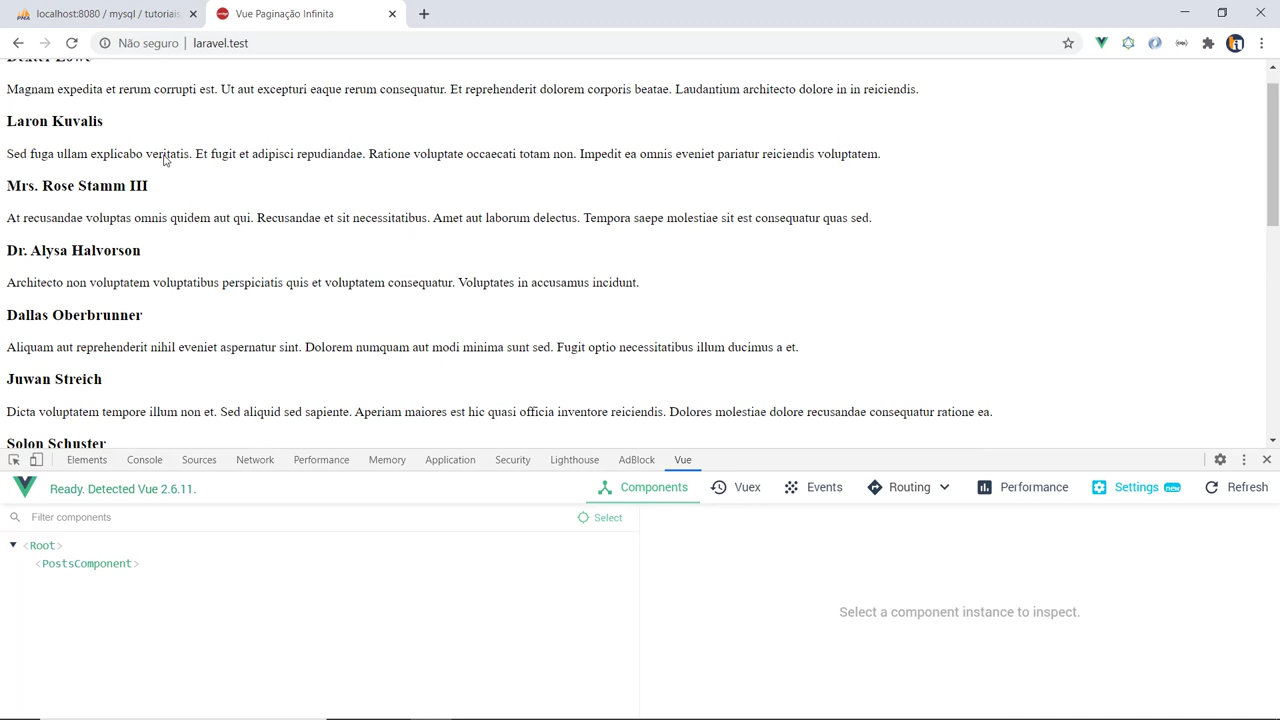 localhost:8080 / mysql / tutoriais
Vue Paginação Infinita
Não seguro
laravel.test
Dexter Lowe
Magnam expedita et rerum corrupti est. Ut aut excepturi eaque rerum consequatur. Et reprehenderit dolorem corporis beatae. Laudantium architecto dolore in in reiciendis.
Laron Kuvalis
Sed fuga ullam explicabo veritatis. Et fugit et adipisci repudiandae. Ratione voluptate occaecati totam non. Impedit ea omnis eveniet pariatur reiciendis voluptatem.
Mrs. Rose Stamm III
At recusandae voluptas omnis quidem aut qui. Recusandae et sit necessitatibus. Amet aut laborum delectus. Tempora saepe molestiae sit est consequatur quas sed.
Dr. Alysa Halvorson
Architecto non voluptatem voluptatibus perspiciatis quis et voluptatem consequatur. Voluptates in accusamus incidunt.
Dallas Oberbrunner
Aliquam aut reprehenderit nihil eveniet aspernatur sint. Dolorem numquam aut modi minima sunt sed. Fugit optio necessitatibus illum ducimus a et.
Juwan Streich
Dicta voluptatem tempore illum non et. Sed aliquid sed sapiente. Aperiam maiores est hic quasi officia inventore reiciendis. Dolores molestiae dolore recusandae consequatur ratione ea.
Solon Schuster
Elements Console Sources Network Performance Memory Application Security Lighthouse AdBlock Vue
Ready. Detected Vue 2.6.11. Components Vuex Events Routing Performance Settings new Refresh
Filter components Select
<Root>
<PostsComponent>
Select a component instance to inspect.